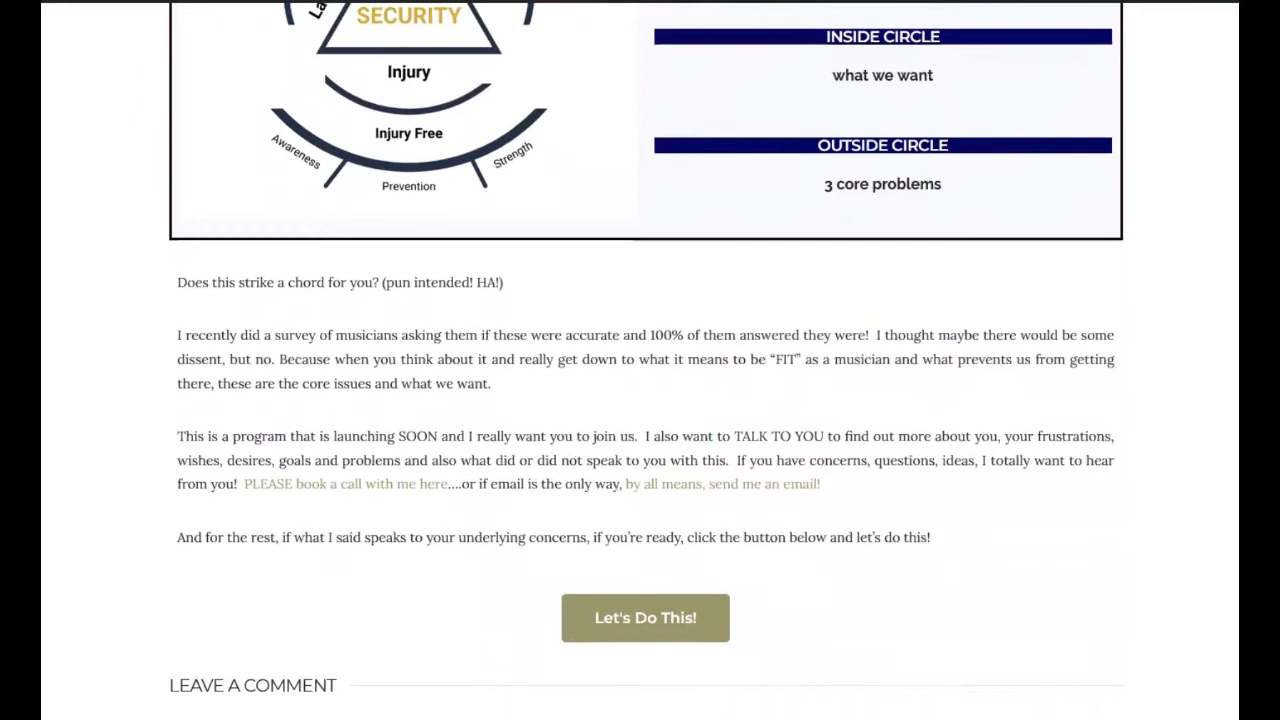 SECURITY
Injury
Injury Free
Awareness
Prevention
Strength
INSIDE CIRCLE
what we want
OUTSIDE CIRCLE
3 core problems
Does this strike a chord for you? (pun intended! HA!)
I recently did a survey of musicians asking them if these were accurate and 100% of them answered they were!  I thought maybe there would be some
dissent, but no. Because when you think about it and really get down to what it means to be “FIT” as a musician and what prevents us from getting
there, these are the core issues and what we want.
This is a program that is launching SOON and I really want you to join us.  I also want to TALK TO YOU to find out more about you, your frustrations,
wishes, desires, goals and problems and also what did or did not speak to you with this.  If you have concerns, questions, ideas, I totally want to hear
from you!  PLEASE book a call with me here….or if email is the only way, by all means, send me an email!
And for the rest, if what I said speaks to your underlying concerns, if you’re ready, click the button below and let’s do this!
Let's Do This!
LEAVE A COMMENT